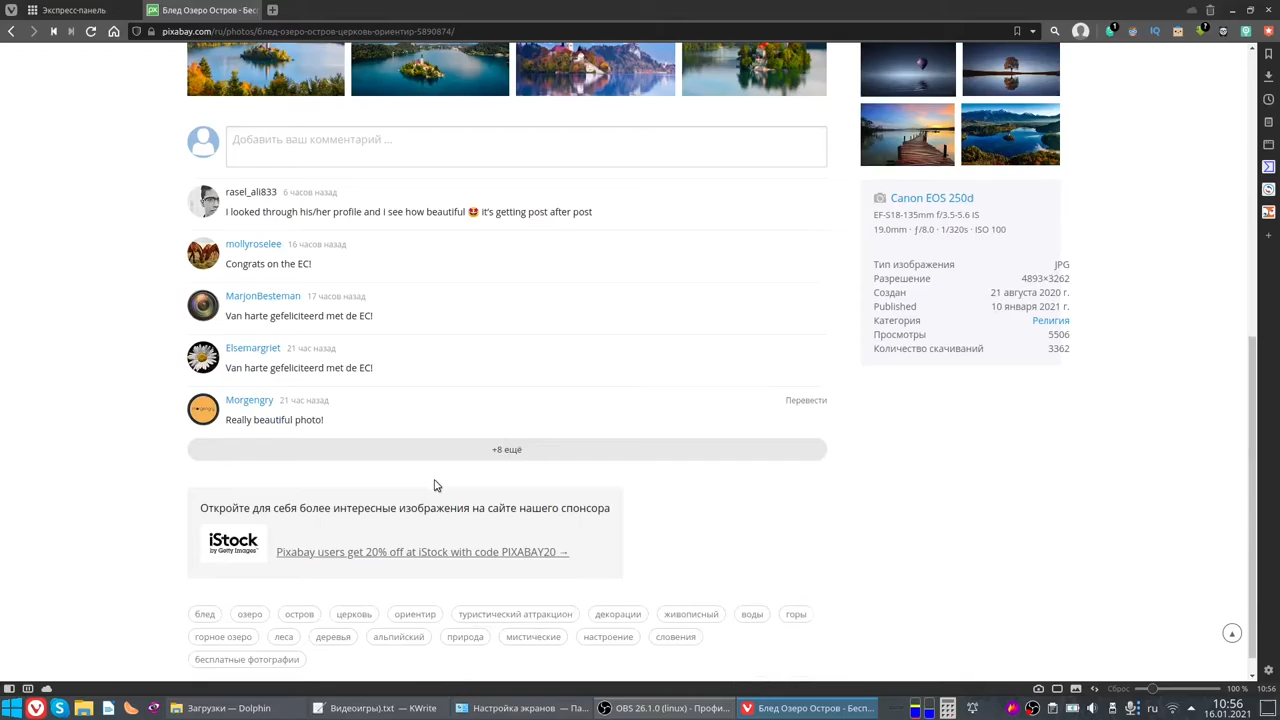 Экспресс-панель
Блед Озеро Остров - Бес
pixabay.com/ru/photos/блед-озеро-остров-церковь-ориентир-5890874/
Добавить ваш комментарий ...
rasel_ali833 6 часов назад
I looked through his/her profile and I see how beautiful 🤩 it's getting post after post
mollyroselee 16 часов назад
Congrats on the EC!
MarjonBesteman 17 часов назад
Van harte gefeliciteerd met de EC!
Elsemargriet 21 час назад
Van harte gefeliciteerd met de EC!
Morgengry 21 час назад Перевести
Really beautiful photo!
+8 ещё
Canon EOS 250d
EF-S18-135mm f/3.5-5.6 IS
19.0mm · ƒ/8.0 · 1/320s · ISO 100
Тип изображения JPG
Разрешение 4893×3262
Создан 21 августа 2020 г.
Published 10 января 2021 г.
Категория Религия
Просмотры 5506
Количество скачиваний 3362
Откройте для себя более интересные изображения на сайте нашего спонсора
iStock
by Getty Images
Pixabay users get 20% off at iStock with code PIXABAY20 →
блед озеро остров церковь ориентир туристический аттракцион декорации живописный воды горы
горное озеро леса деревья альпийский природа мистические настроение словения
бесплатные фотографии
Сброс 100 % 10:56
Загрузки — Dolphin Видеоигры).txt — KWrite Настройка экранов — Па... OBS 26.1.0 (linux) - Профи... Блед Озеро Остров - Бесп... ru 10:56
16.01.2021